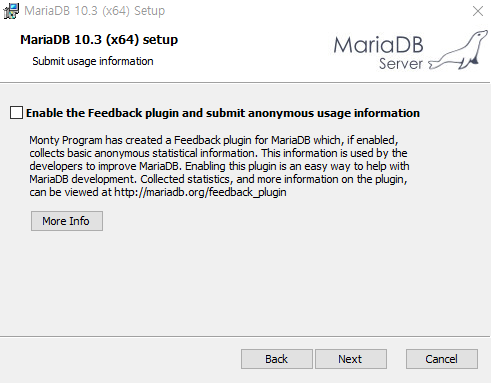 MariaDB 10.3 (x64) Setup
MariaDB 10.3 (x64) setup
Submit usage information
MariaDB
Server
Enable the Feedback plugin and submit anonymous usage information
Monty Program has created a Feedback plugin for MariaDB which, if enabled,
collects basic anonymous statistical information. This information is used by the
developers to improve MariaDB. Enabling this plugin is an easy way to help with
MariaDB development. Collected statistics, and more information on the plugin,
can be viewed at http://mariadb.org/feedback_plugin
More Info
Back
Next
Cancel